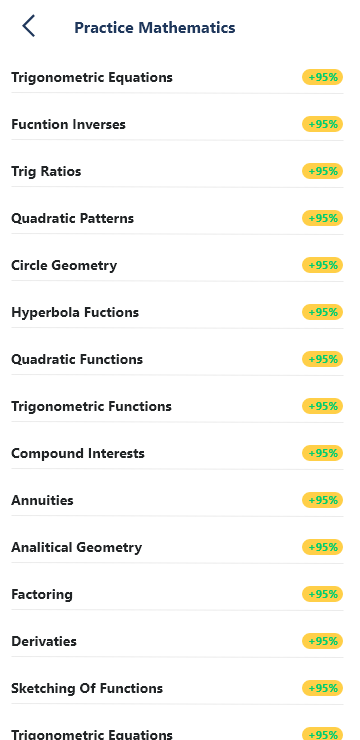 Practice Mathematics
Trigonometric Equations +95%
Fucntion Inverses +95%
Trig Ratios +95%
Quadratic Patterns +95%
Circle Geometry +95%
Hyperbola Fuctions +95%
Quadratic Functions +95%
Trigonometric Functions +95%
Compound Interests +95%
Annuities +95%
Analitical Geometry +95%
Factoring +95%
Derivaties +95%
Sketching Of Functions +95%
Trigonometric Equations +95%